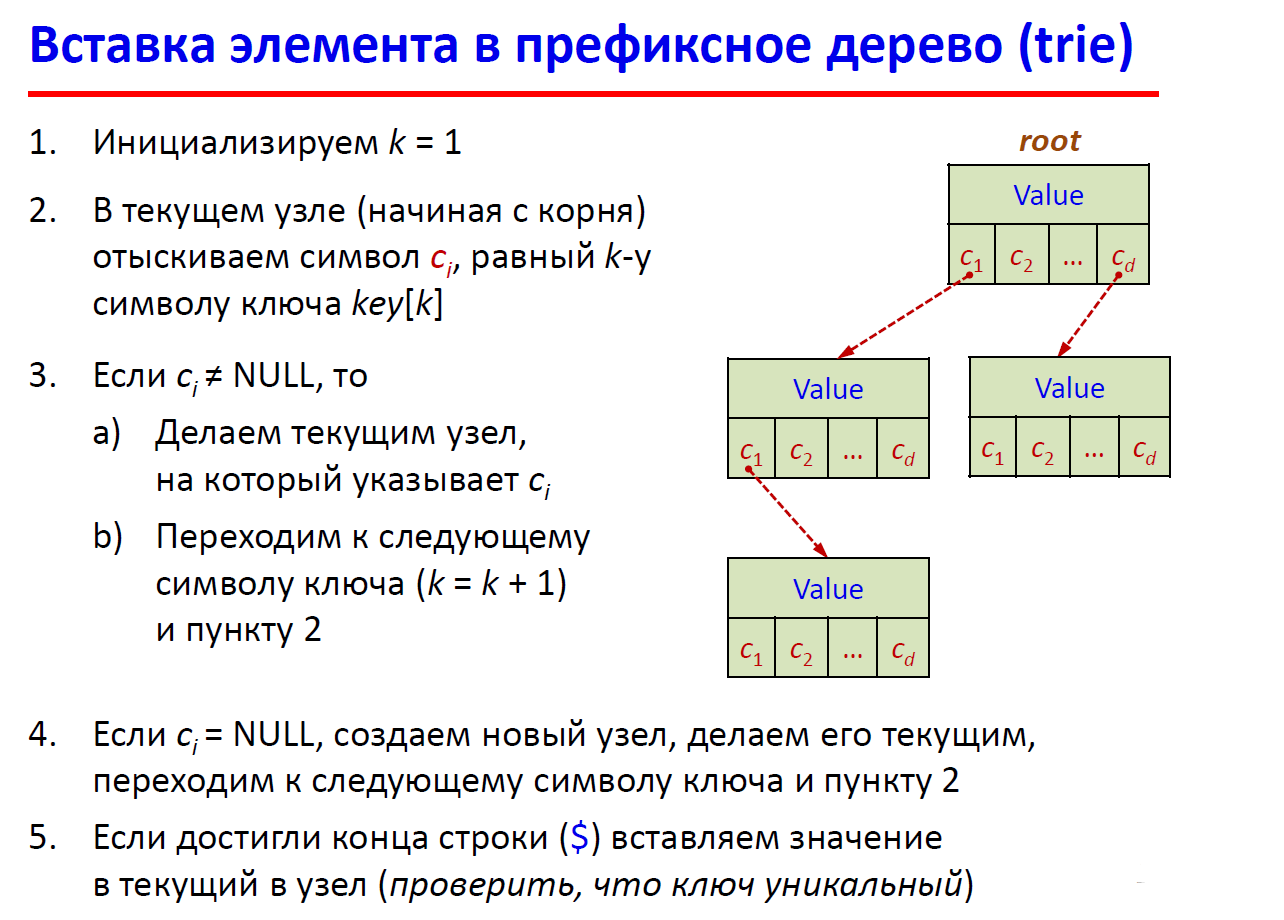 Вставка элемента в префиксное дерево (trie)
1. Инициализируем k = 1
2. В текущем узле (начиная с корня)
отыскиваем символ ci, равный k-у
символу ключа key[k]
3. Если ci ≠ NULL, то
a) Делаем текущим узел,
на который указывает ci
b) Переходим к следующему
символу ключа (k = k + 1)
и пункту 2
4. Если ci = NULL, создаем новый узел, делаем его текущим,
переходим к следующему символу ключа и пункту 2
5. Если достигли конца строки ($) вставляем значение
в текущий в узел (проверить, что ключ уникальный)
root
Value
c1 c2 ... cd
Value
c1 c2 ... cd
Value
c1 c2 ... cd
Value
c1 c2 ... cd